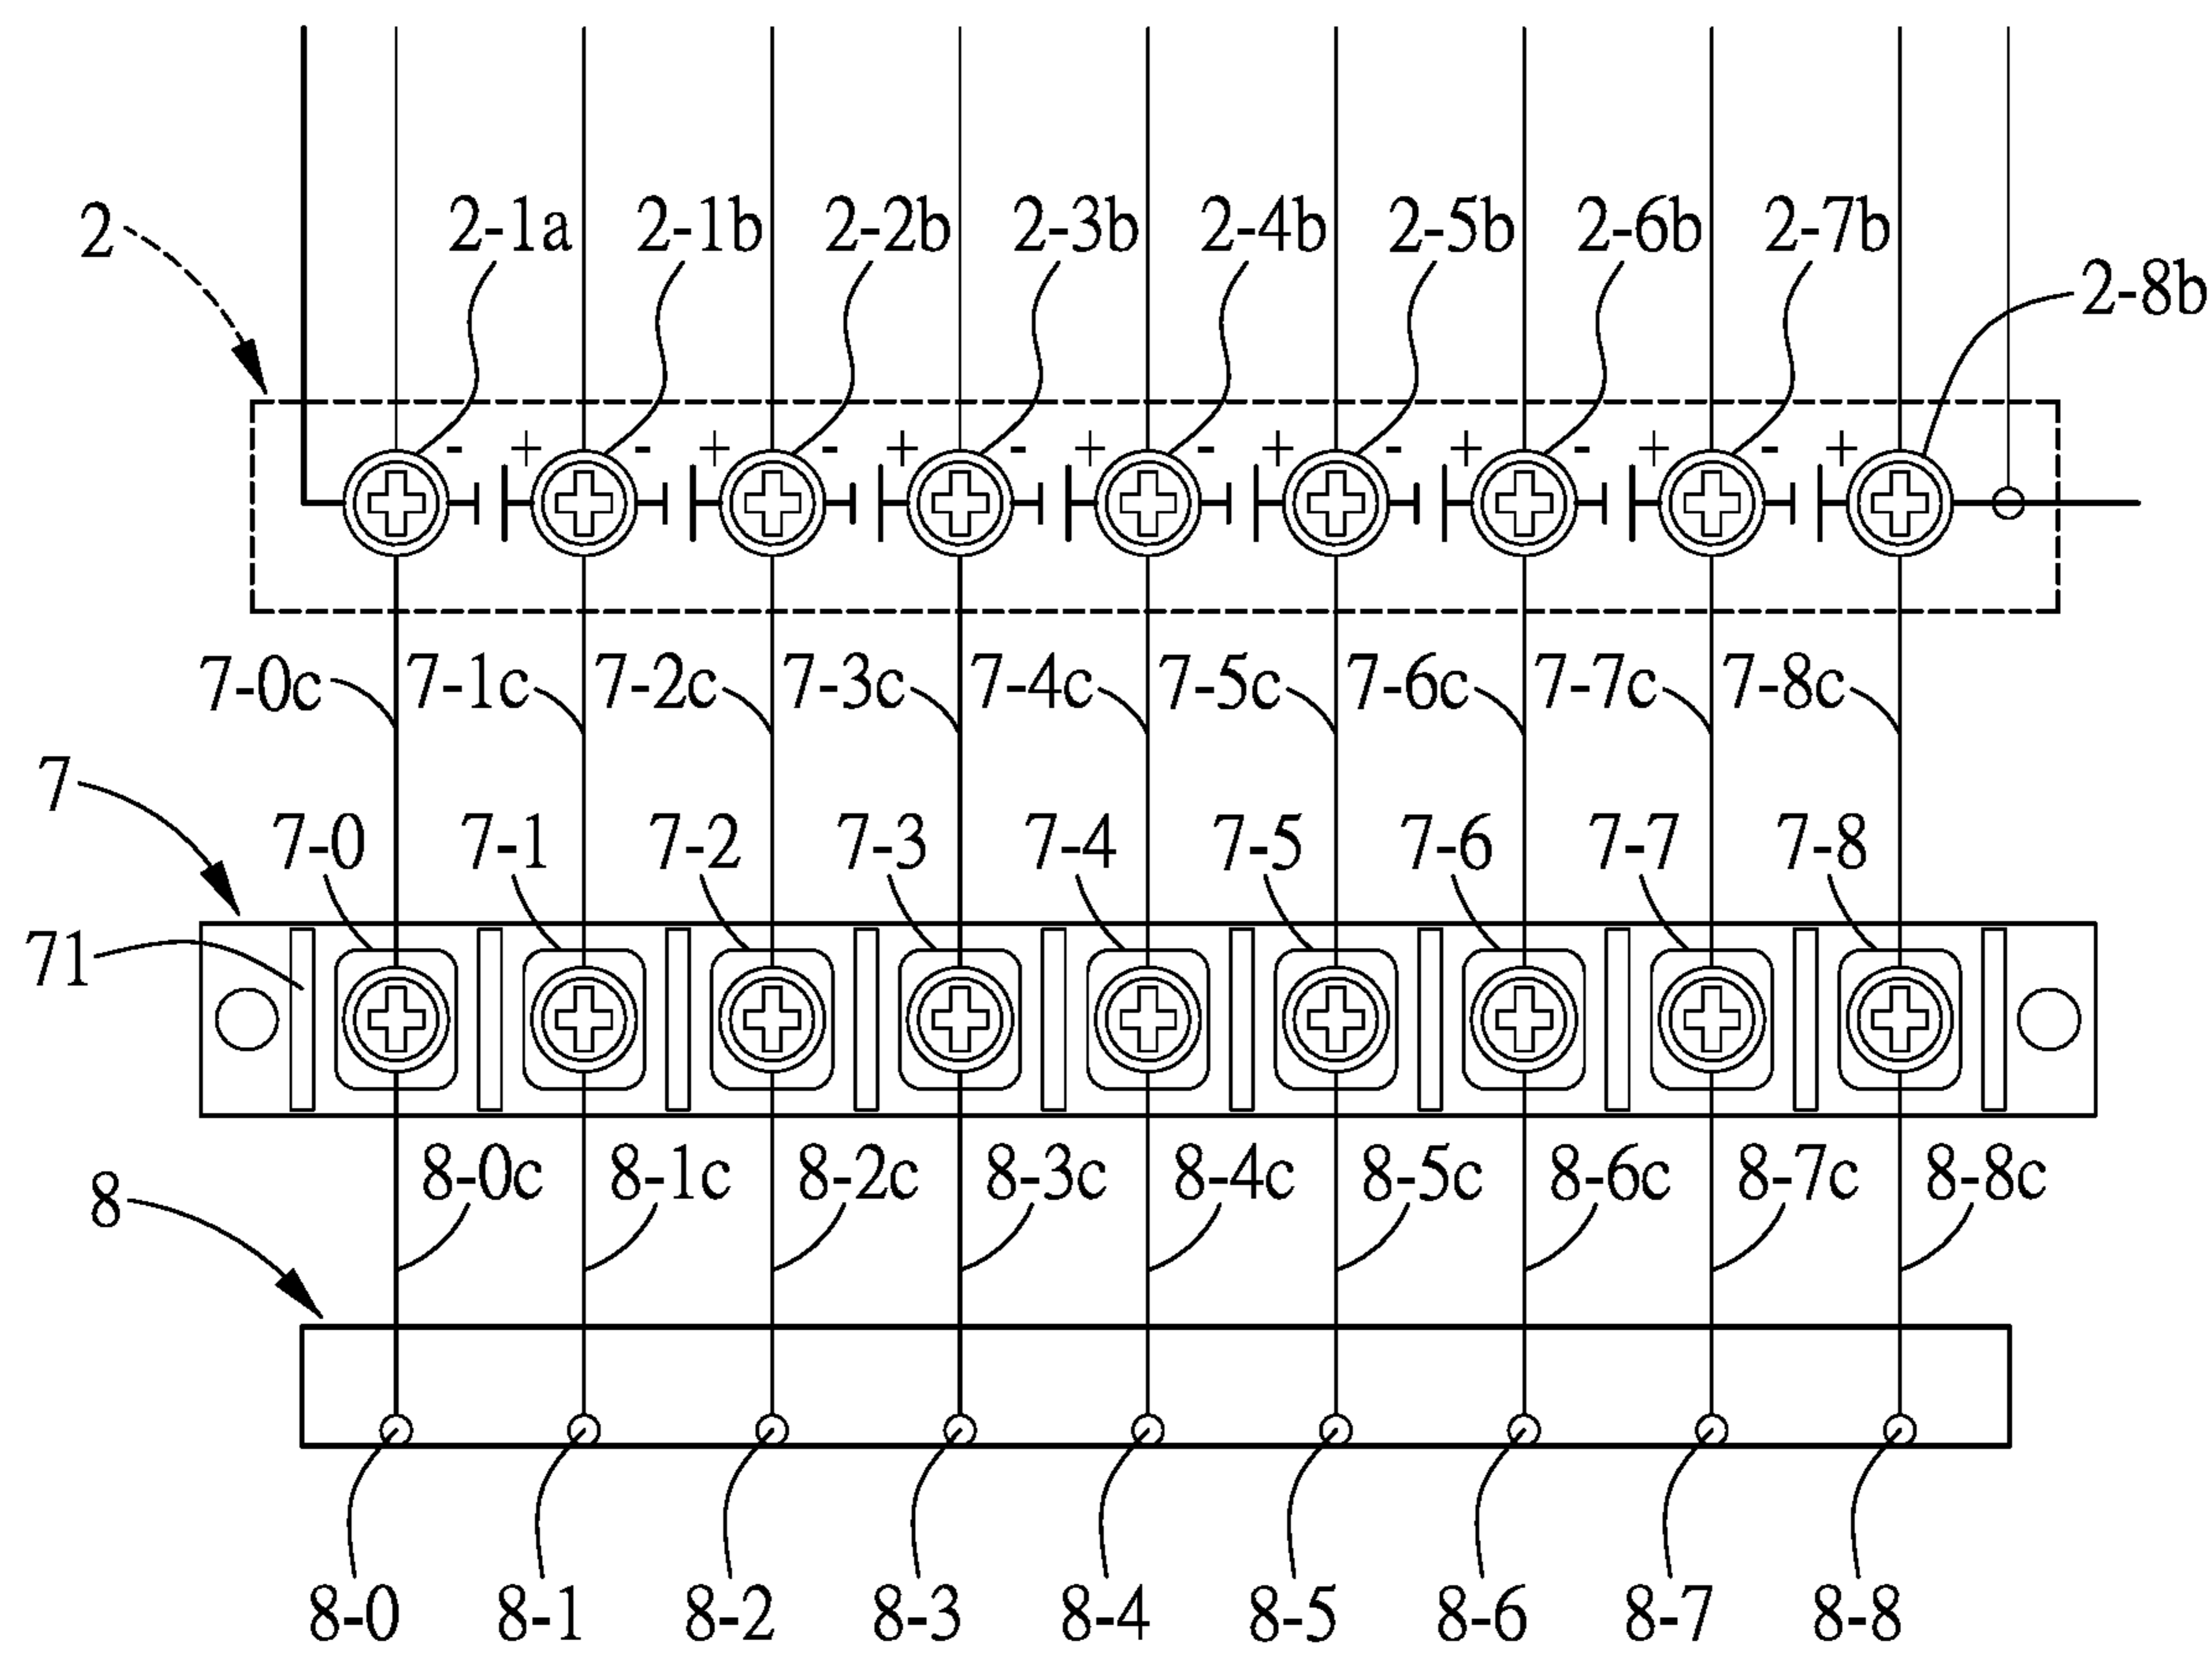 2-1a 2-1b 2-2b 2-3b 2-4b 2-5b 2-6b 2-7b
2
2-8b
- + - + - + - + - + - + - + - +
7-0c 7-1c 7-2c 7-3c 7-4c 7-5c 7-6c 7-7c 7-8c
7
7-0 7-1 7-2 7-3 7-4 7-5 7-6 7-7 7-8
71
8-0c 8-1c 8-2c 8-3c 8-4c 8-5c 8-6c 8-7c 8-8c
8
8-0 8-1 8-2 8-3 8-4 8-5 8-6 8-7 8-8